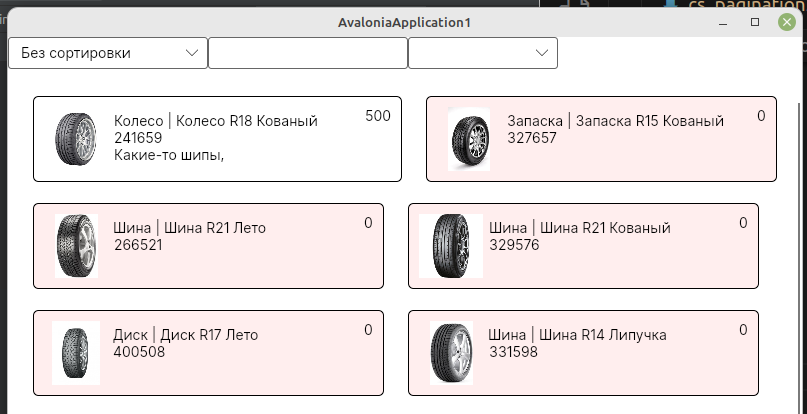 cs_pagination
AvaloniaApplication1
Без сортировки
Колесо | Колесо R18 Кованый
500
241659
Какие-то шипы,
Запаска | Запаска R15 Кованый
0
327657
Шина | Шина R21 Лето
0
266521
Шина | Шина R21 Кованый
0
329576
Диск | Диск R17 Лето
0
400508
Шина | Шина R14 Липучка
0
331598